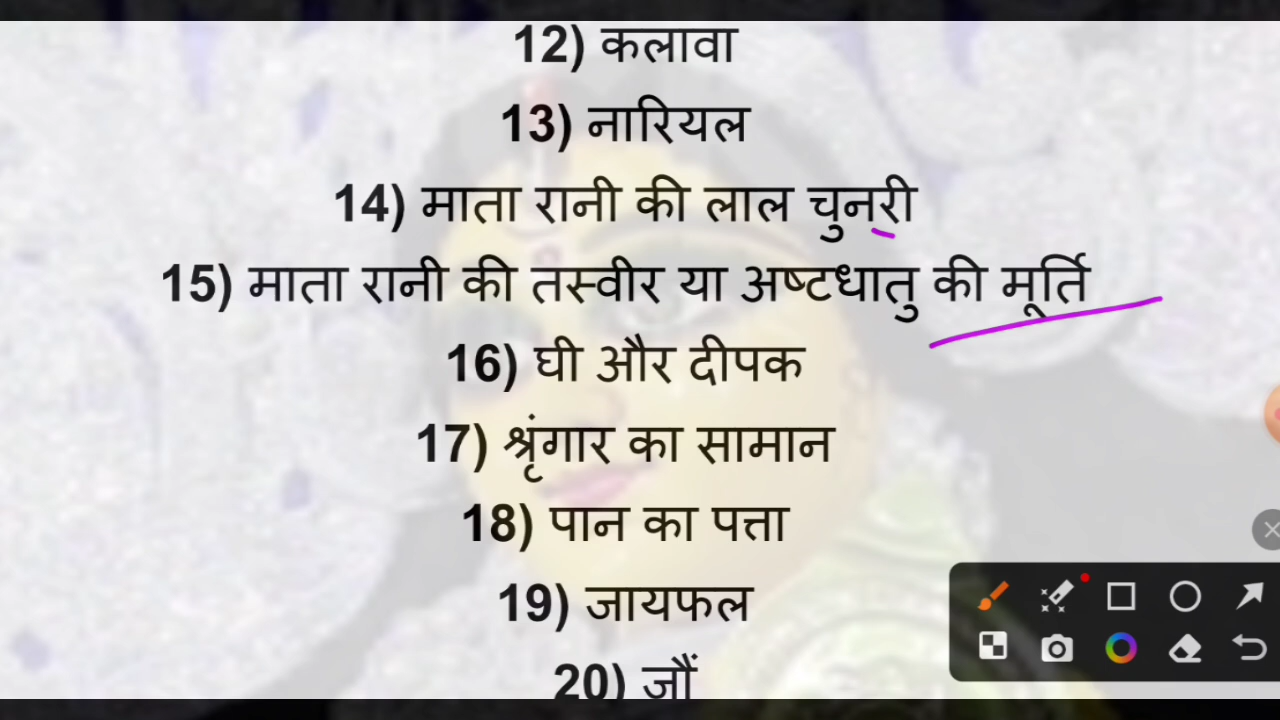 12) कलावा
13) नारियल
14) माता रानी की लाल चुनरी
15) माता रानी की तस्वीर या अष्टधातु की मूर्ति
16) घी और दीपक
17) श्रृंगार का सामान
18) पान का पत्ता
19) जायफल
20) जौं